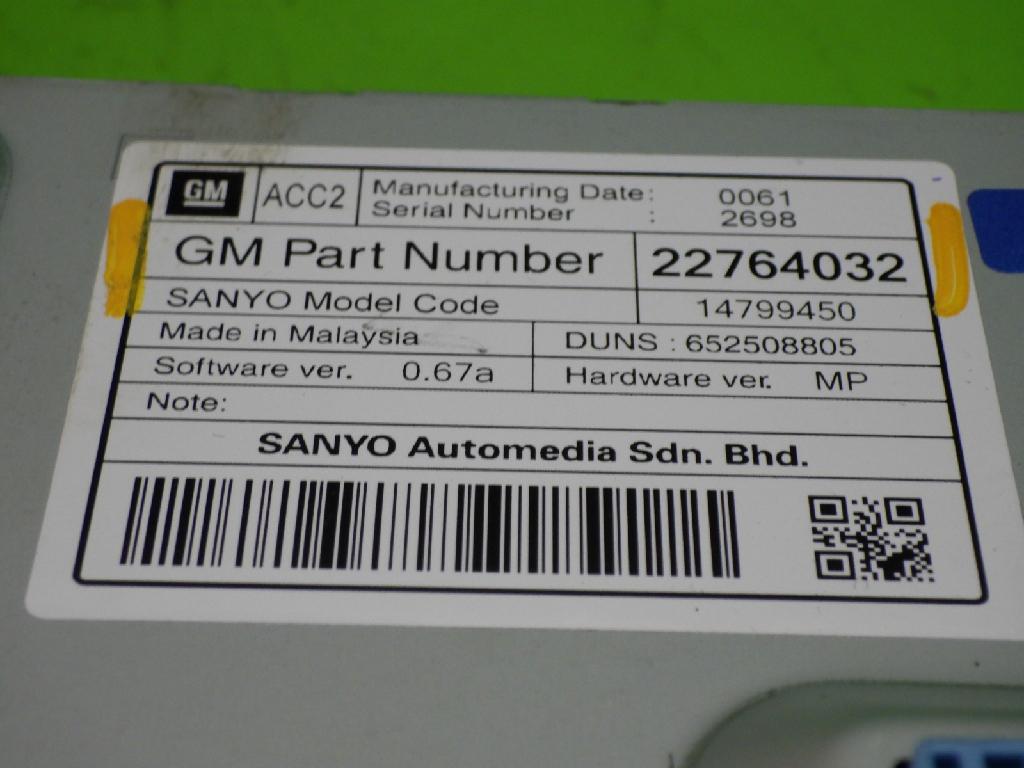 GM ACC2 Manufacturing Date: 0061
Serial Number : 2698
GM Part Number 22764032
SANYO Model Code 14799450
Made in Malaysia DUNS : 652508805
Software ver. 0.67a Hardware ver. MP
Note:
SANYO Automedia Sdn. Bhd.